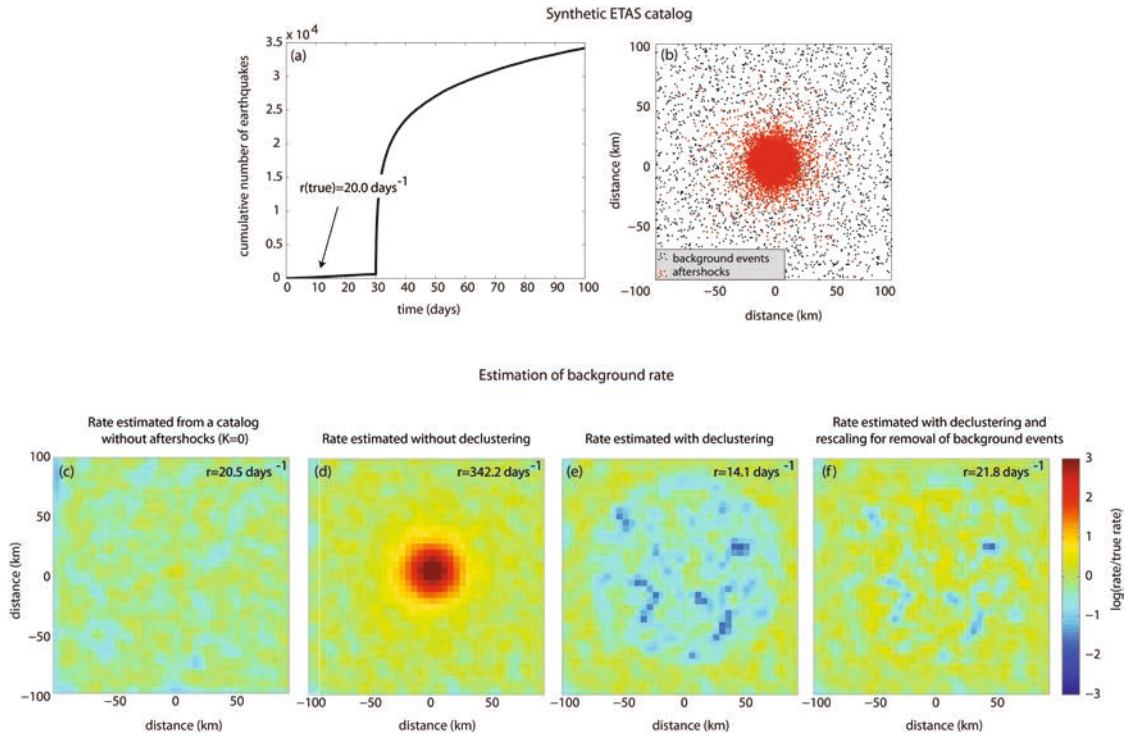 Synthetic ETAS catalog
(a)
3.5
x 10^4
3
2.5
2
1.5
1
0.5
0
cumulative number of earthquakes
r(true)=20.0 days^-1
0 10 20 30 40 50 60 70 80 90 100
time (days)
(b)
100
50
0
−50
−100
distance (km)
background events
aftershocks
−50 0 50 100
distance (km)
Estimation of background rate
Rate estimated from a catalog
without aftershocks (K=0)
(c)
r=20.5 days^-1
100
50
0
−50
−100
distance (km)
−50 0 50
distance (km)
Rate estimated without declustering
(d)
r=342.2 days^-1
−100 −50 0 50
distance (km)
Rate estimated with declustering
(e)
r=14.1 days^-1
−100 −50 0 50
distance (km)
Rate estimated with declustering and
rescaling for removal of background events
(f)
r=21.8 days^-1
−100 −50 0 50
distance (km)
3
2
1
0
−1
−2
−3
log(rate/true rate)